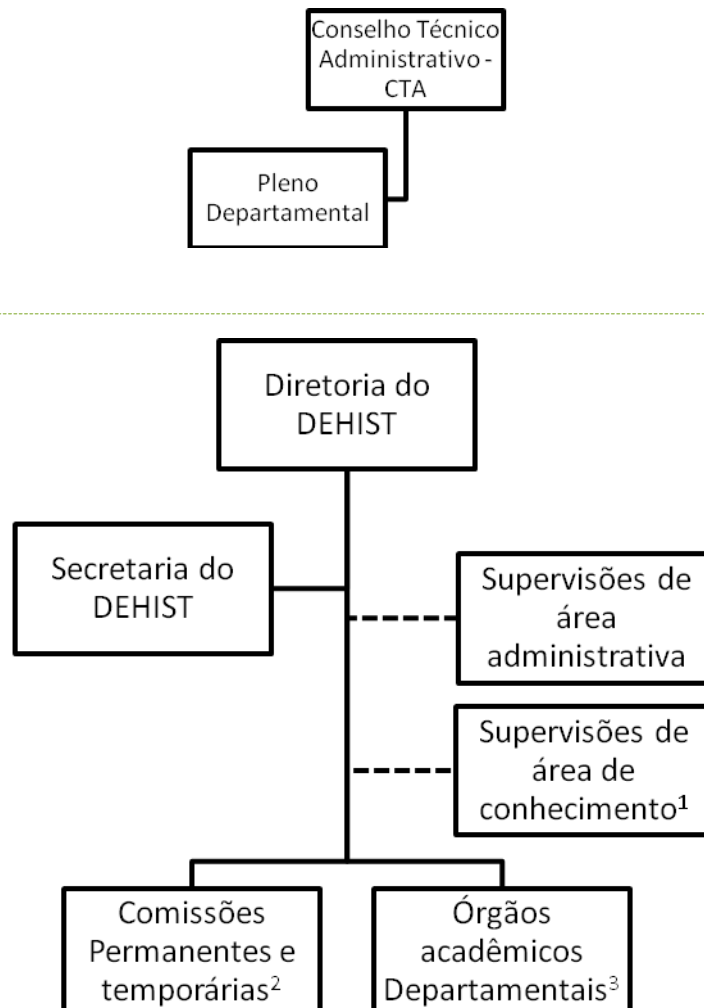 Conselho Técnico
Administrativo -
CTA
Pleno
Departamental
Diretoria do
DEHIST
Secretaria do
DEHIST
Supervisões de
área
administrativa
Supervisões de
área de
conhecimento¹
Comissões
Permanentes e
temporárias²
Órgãos
acadêmicos
Departamentais³